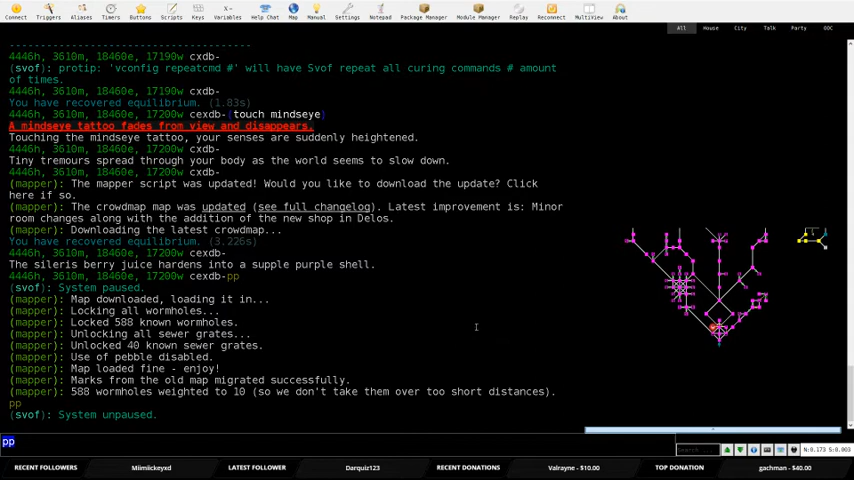 Connect Triggers Aliases Timers Buttons Scripts Keys Variables Help Chat Map Manual Settings Notepad Package Manager Module Manager Replay Reconnect MultiView About
All House City Talk Party OOC
4446h, 3610m, 18460e, 17190w cxdb-
(svof): protip: 'vconfig repeatcmd #' will have Svof repeat all curing commands # amount
of times.
4446h, 3610m, 18460e, 17190w cxdb-
You have recovered equilibrium. (1.83s)
4446h, 3610m, 18460e, 17200w cexdb-(touch mindseye)
A mindseye tattoo fades from view and disappears.
Touching the mindseye tattoo, your senses are suddenly heightened.
4446h, 3610m, 18460e, 17200w cxdb-
Tiny tremours spread through your body as the world seems to slow down.
4446h, 3610m, 18460e, 17200w cxdb-
(mapper): The mapper script was updated! Would you like to download the update? Click
here if so.
(mapper): The crowdmap map was updated (see full changelog). Latest improvement is: Minor
room changes along with the addition of the new shop in Delos.
(mapper): Downloading the latest crowdmap...
You have recovered equilibrium. (3.226s)
4446h, 3610m, 18460e, 17200w cexdb-
The sileris berry juice hardens into a supple purple shell.
4446h, 3610m, 18460e, 17200w cexdb-pp
(svof): System paused.
(mapper): Map downloaded, loading it in...
(mapper): Locking all wormholes...
(mapper): Locked 588 known wormholes.
(mapper): Unlocking all sewer grates...
(mapper): Unlocked 40 known sewer grates.
(mapper): Use of pebble disabled.
(mapper): Map loaded fine - enjoy!
(mapper): Marks from the old map migrated successfully.
(mapper): 588 wormholes weighted to 10 (so we don't take them over too short distances).
pp
(svof): System unpaused.
pp
Search ...
N:0.173 S:0.003
RECENT FOLLOWERS Miimiickeyxd LATEST FOLLOWER Darquiz123 RECENT DONATIONS Valrayne - $10.00 TOP DONATION gachman - $40.00